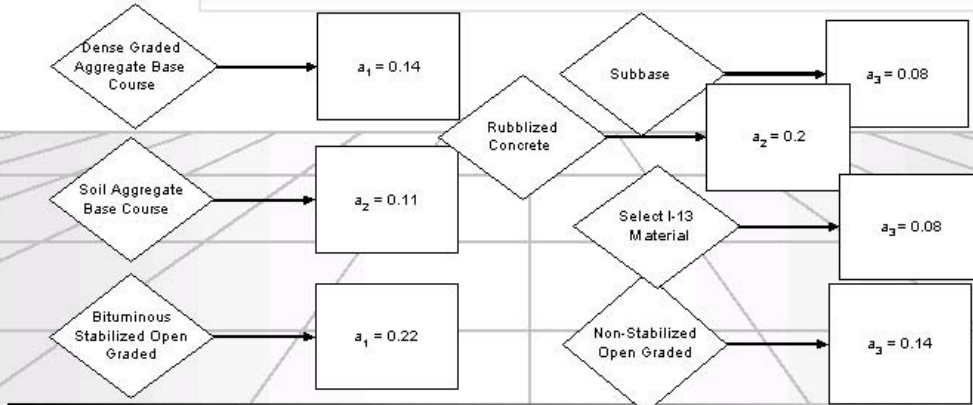 Dense Graded
Aggregate Base
Course
a₁ = 0.14
Subbase
a₃ = 0.08
Rubblized
Concrete
a₂ = 0.2
Soil Aggregate
Base Course
a₂ = 0.11
Select I-13
Material
a₃ = 0.08
Bituminous
Stabilized Open
Graded
a₁ = 0.22
Non-Stabilized
Open Graded
a₃ = 0.14